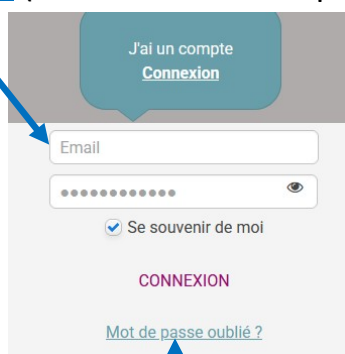 J'ai un compte
Connexion
Email
Se souvenir de moi
CONNEXION
Mot de passe oublié ?